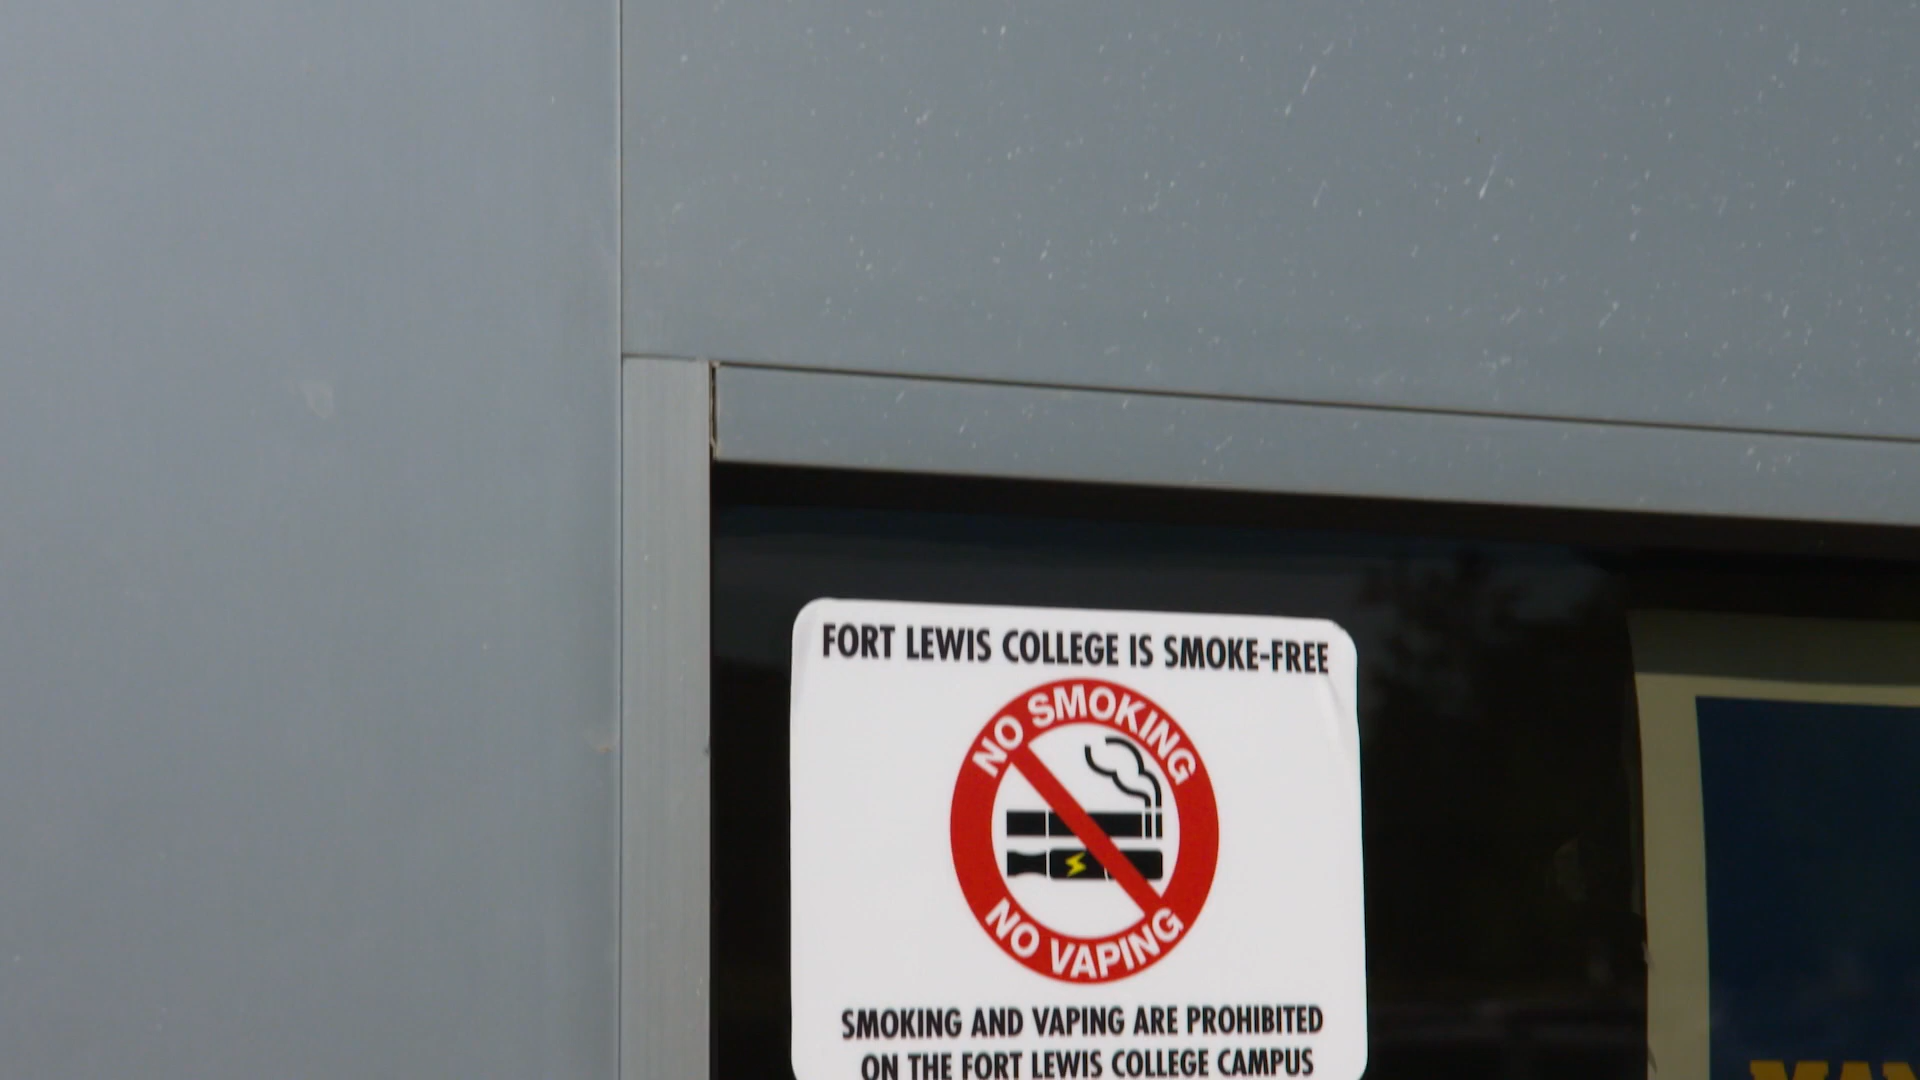 FORT LEWIS COLLEGE IS SMOKE-FREE
NO SMOKING
NO VAPING
SMOKING AND VAPING ARE PROHIBITED
ON THE FORT LEWIS COLLEGE CAMPUS